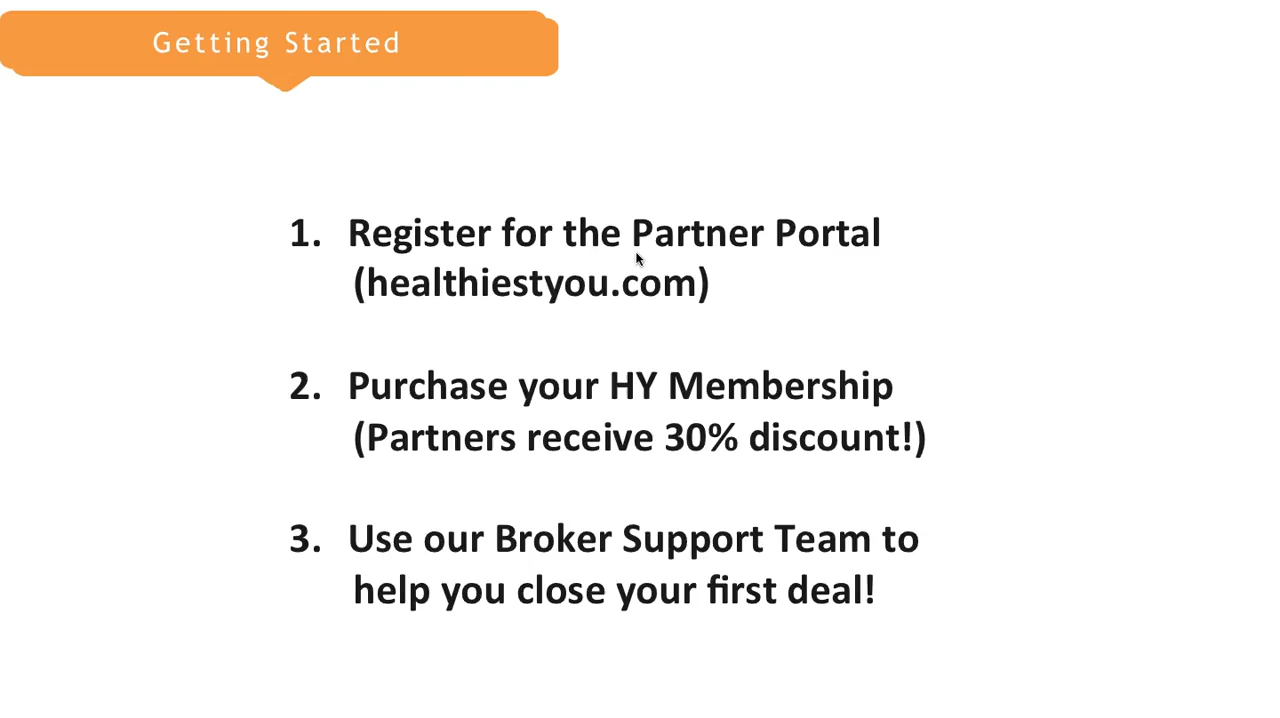 Getting Started
1. Register for the Partner Portal
(healthiestyou.com)
2. Purchase your HY Membership
(Partners receive 30% discount!)
3. Use our Broker Support Team to
help you close your first deal!